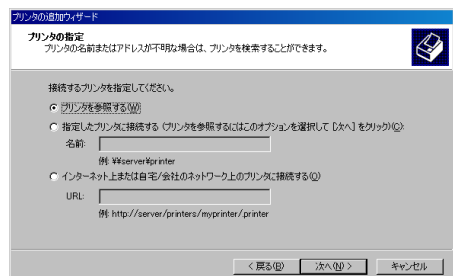 プリンタの追加ウィザード
プリンタの指定
プリンタの名前またはアドレスが不明な場合は、プリンタを検索することができます。
接続するプリンタを指定してください。
プリンタを参照する(W)
指定したプリンタに接続する (プリンタを参照するにはこのオプションを選択して [次へ] をクリック)(C):
名前:
例: ¥¥server¥printer
インターネット上または自宅/会社のネットワーク上のプリンタに接続する(O)
URL:
例: http://server/printers/myprinter/printer
< 戻る(B) 次へ(N) > キャンセル